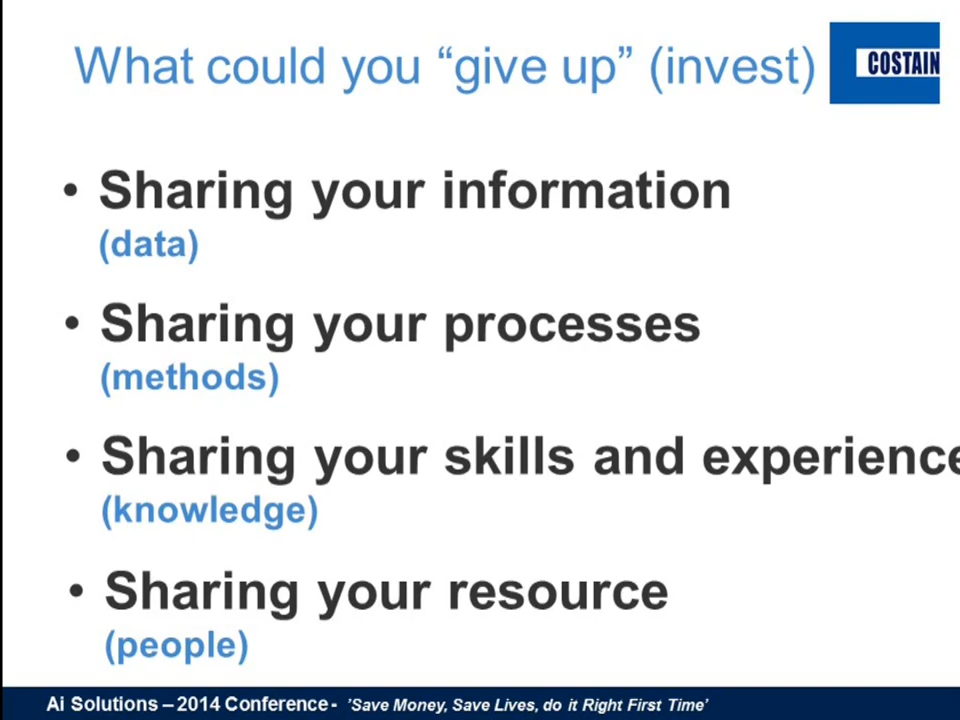 What could you “give up” (invest)
COSTAIN
• Sharing your information
(data)
• Sharing your processes
(methods)
• Sharing your skills and experience
(knowledge)
• Sharing your resource
(people)
Ai Solutions – 2014 Conference - 'Save Money, Save Lives, do it Right First Time’